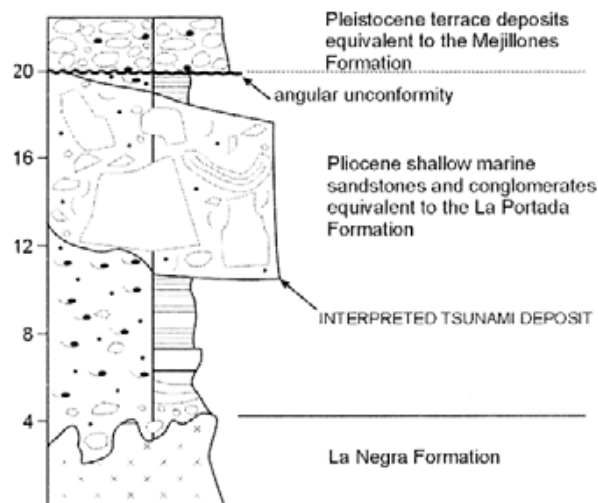 Pleistocene terrace deposits
equivalent to the Mejillones
Formation
20
angular unconformity
16
Pliocene shallow marine
sandstones and conglomerates
equivalent to the La Portada
Formation
12
INTERPRETED TSUNAMI DEPOSIT
8
4
La Negra Formation